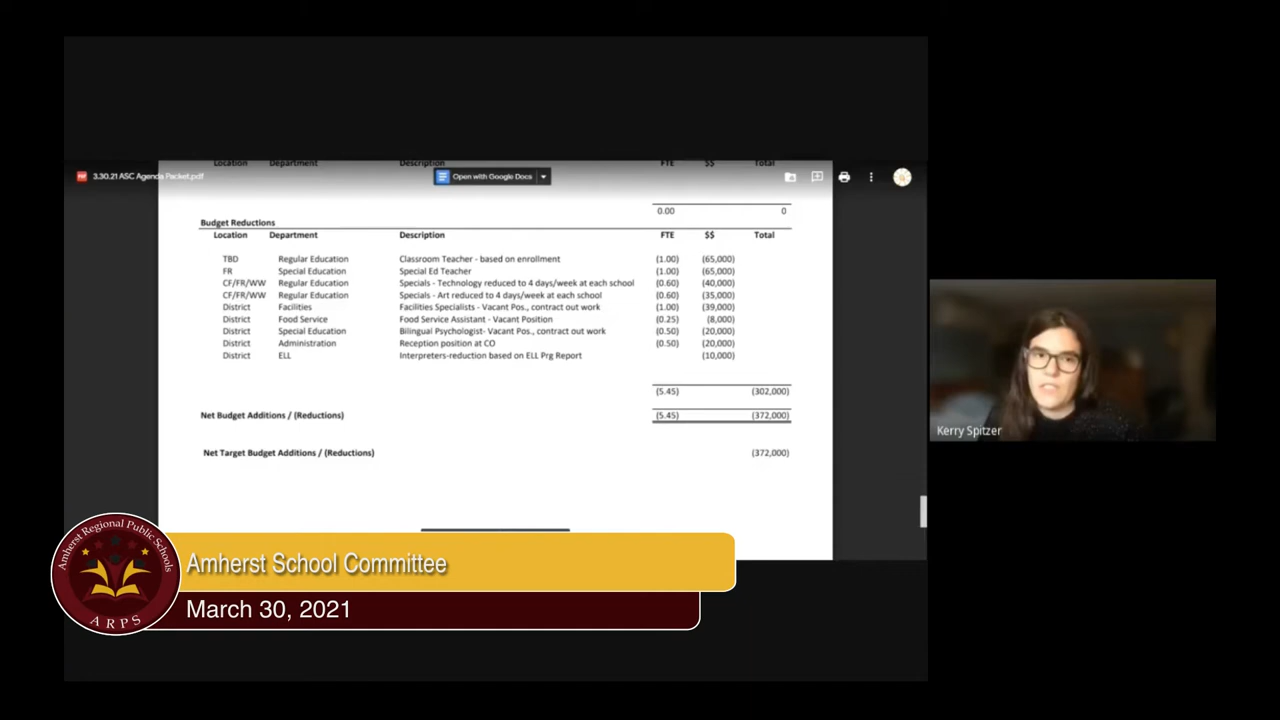 Location Department Description FTE $$ Total
3.30.21 ASC Agenda Packet.pdf
Open with Google Docs
0.00 0
Budget Reductions
Location Department Description FTE $$ Total
TBD Regular Education Classroom Teacher - based on enrollment (1.00) (65,000)
FR Special Education Special Ed Teacher (1.00) (65,000)
CF/FR/WW Regular Education Specials - Technology reduced to 4 days/week at each school (0.60) (40,000)
CF/FR/WW Regular Education Specials - Art reduced to 4 days/week at each school (0.60) (35,000)
District Facilities Facilities Specialists - Vacant Pos., contract out work (1.00) (39,000)
District Food Service Food Service Assistant - Vacant Position (0.25) (8,000)
District Special Education Bilingual Psychologist- Vacant Pos., contract out work (0.50) (20,000)
District Administration Reception position at CO (0.50) (20,000)
District ELL Interpreters-reduction based on ELL Prg Report (10,000)
(5.45) (302,000)
Net Budget Additions / (Reductions) (5.45) (372,000)
Net Target Budget Additions / (Reductions) (372,000)
Kerry Spitzer
Amherst Regional Public Schools
ARPS
Amherst School Committee
March 30, 2021